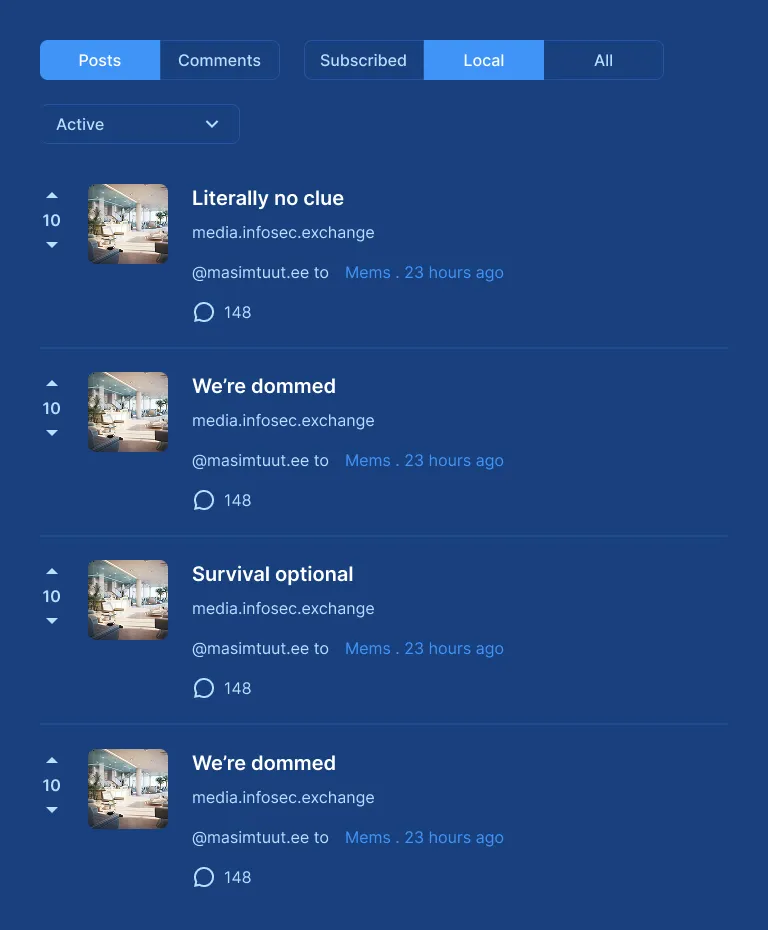 Posts Comments Subscribed Local All
Active
10
Literally no clue
media.infosec.exchange
@masimtuut.ee to Mems . 23 hours ago
148
10
We’re dommed
media.infosec.exchange
@masimtuut.ee to Mems . 23 hours ago
148
10
Survival optional
media.infosec.exchange
@masimtuut.ee to Mems . 23 hours ago
148
10
We’re dommed
media.infosec.exchange
@masimtuut.ee to Mems . 23 hours ago
148